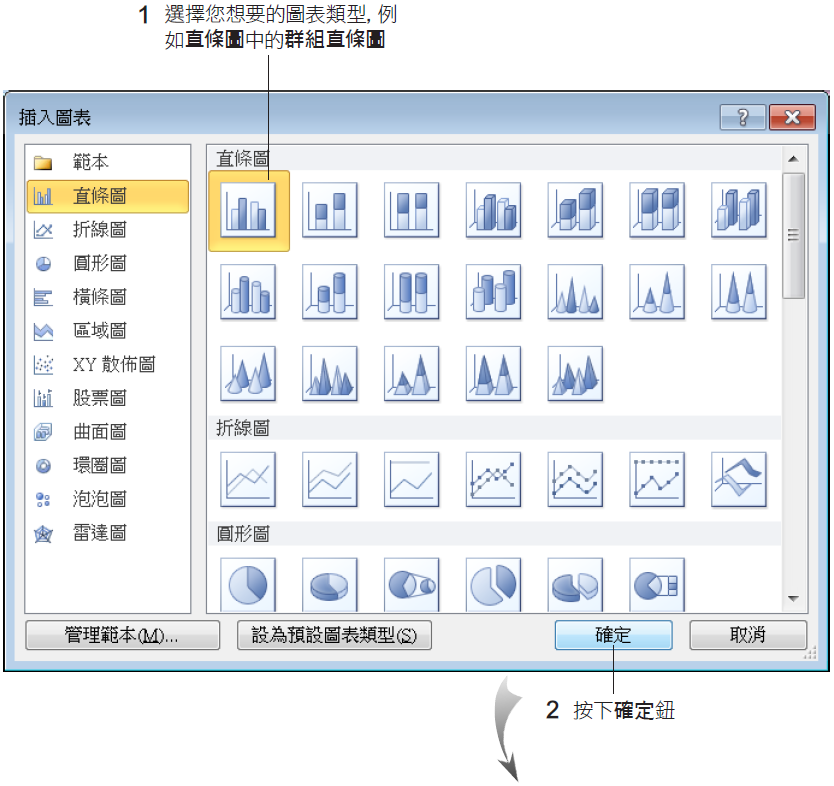 1 選擇您想要的圖表類型, 例
如直條圖中的群組直條圖
插入圖表
範本
直條圖
折線圖
圓形圖
橫條圖
區域圖
XY 散佈圖
股票圖
曲面圖
環圈圖
泡泡圖
雷達圖
直條圖
折線圖
圓形圖
管理範本(M)...
設為預設圖表類型(S)
確定
取消
2 按下確定鈕